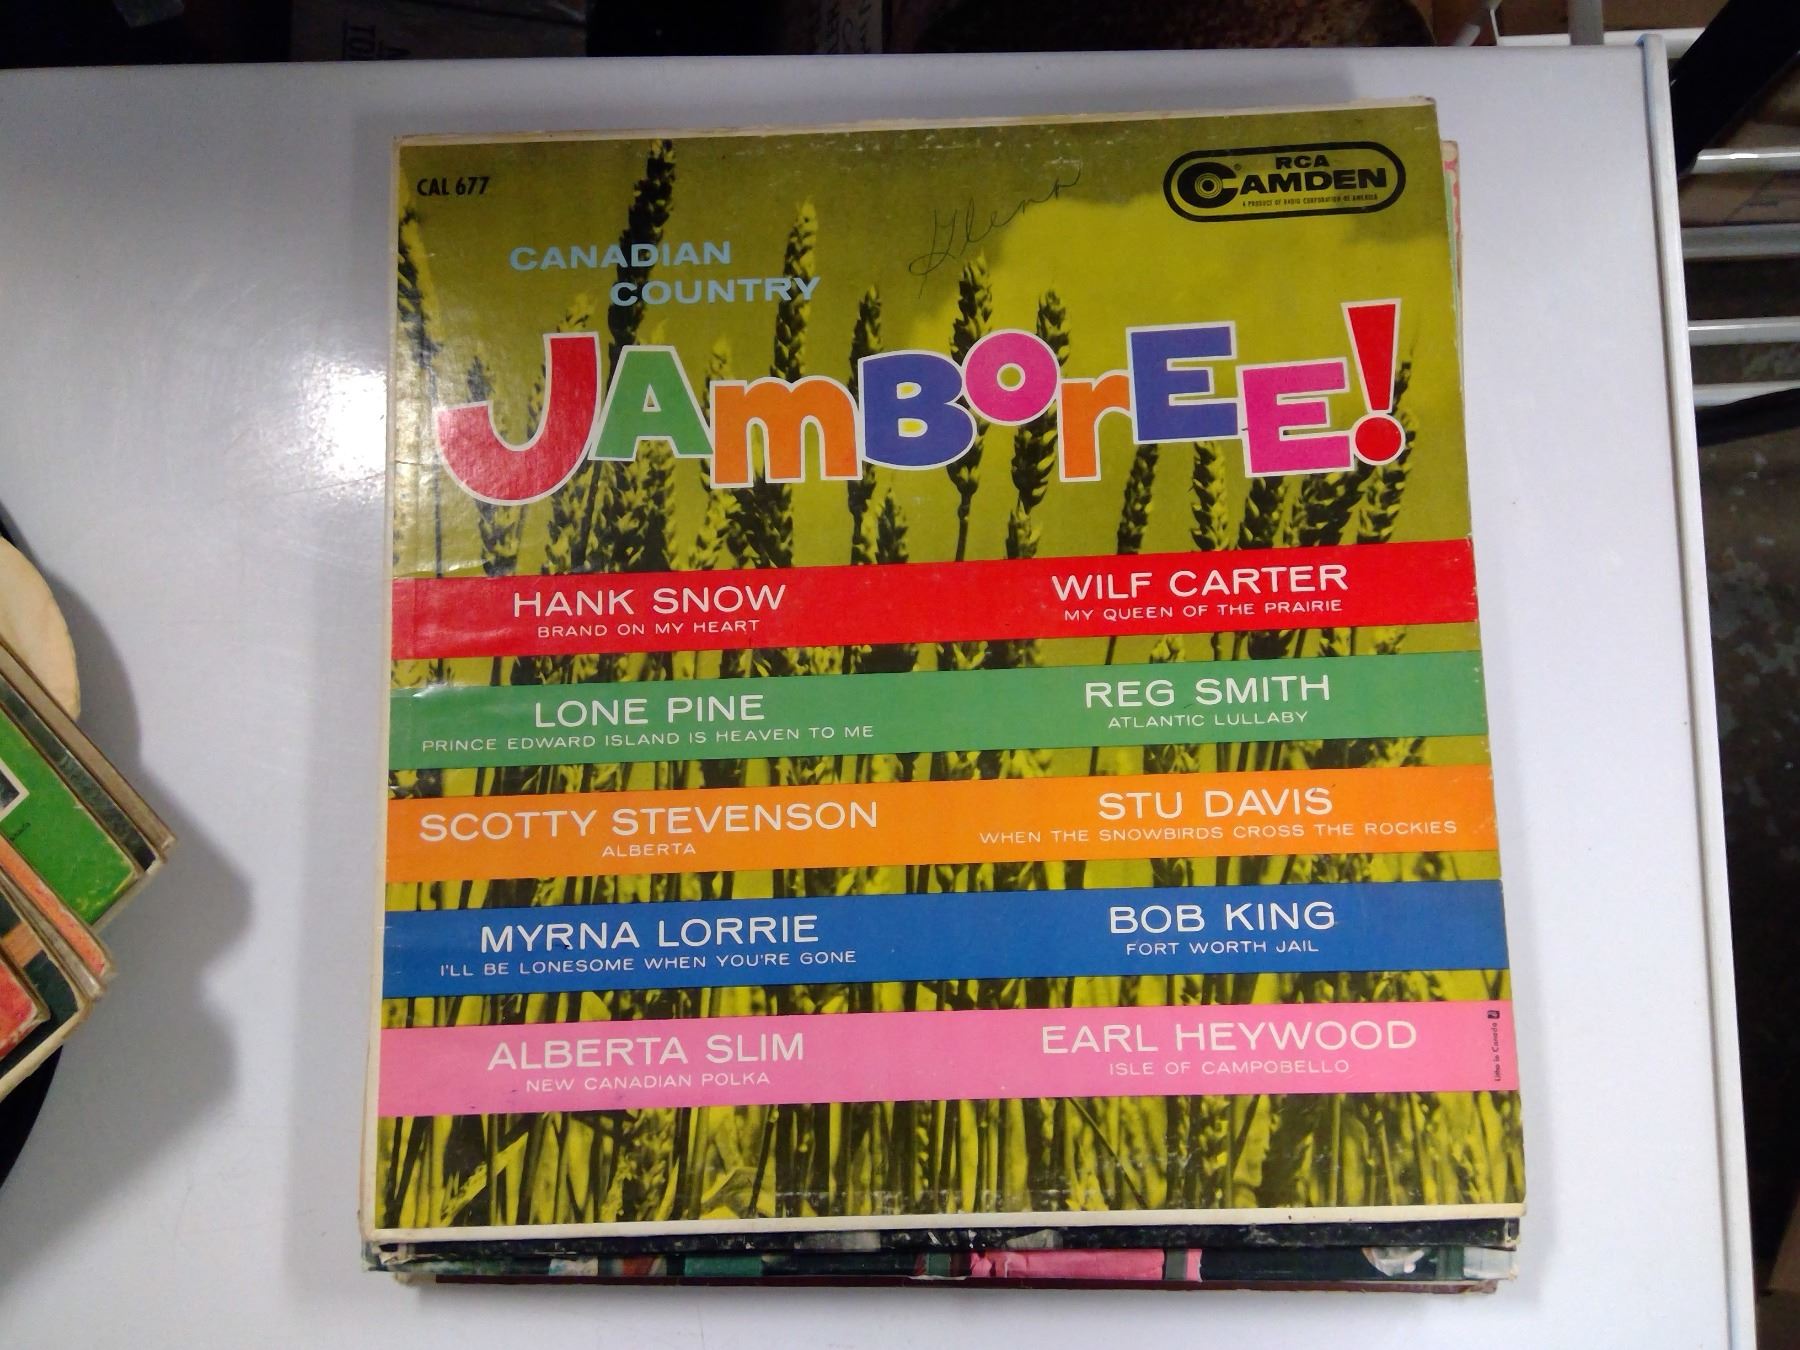 CAL 677
RCA
CAMDEN
A PRODUCT OF RADIO CORPORATION OF AMERICA
Glenn
CANADIAN
COUNTRY
JAmBOrEE!
HANK SNOW
BRAND ON MY HEART
WILF CARTER
MY QUEEN OF THE PRAIRIE
LONE PINE
PRINCE EDWARD ISLAND IS HEAVEN TO ME
REG SMITH
ATLANTIC LULLABY
SCOTTY STEVENSON
ALBERTA
STU DAVIS
WHEN THE SNOWBIRDS CROSS THE ROCKIES
MYRNA LORRIE
I'LL BE LONESOME WHEN YOU'RE GONE
BOB KING
FORT WORTH JAIL
ALBERTA SLIM
NEW CANADIAN POLKA
EARL HEYWOOD
ISLE OF CAMPOBELLO
Litho in Canada